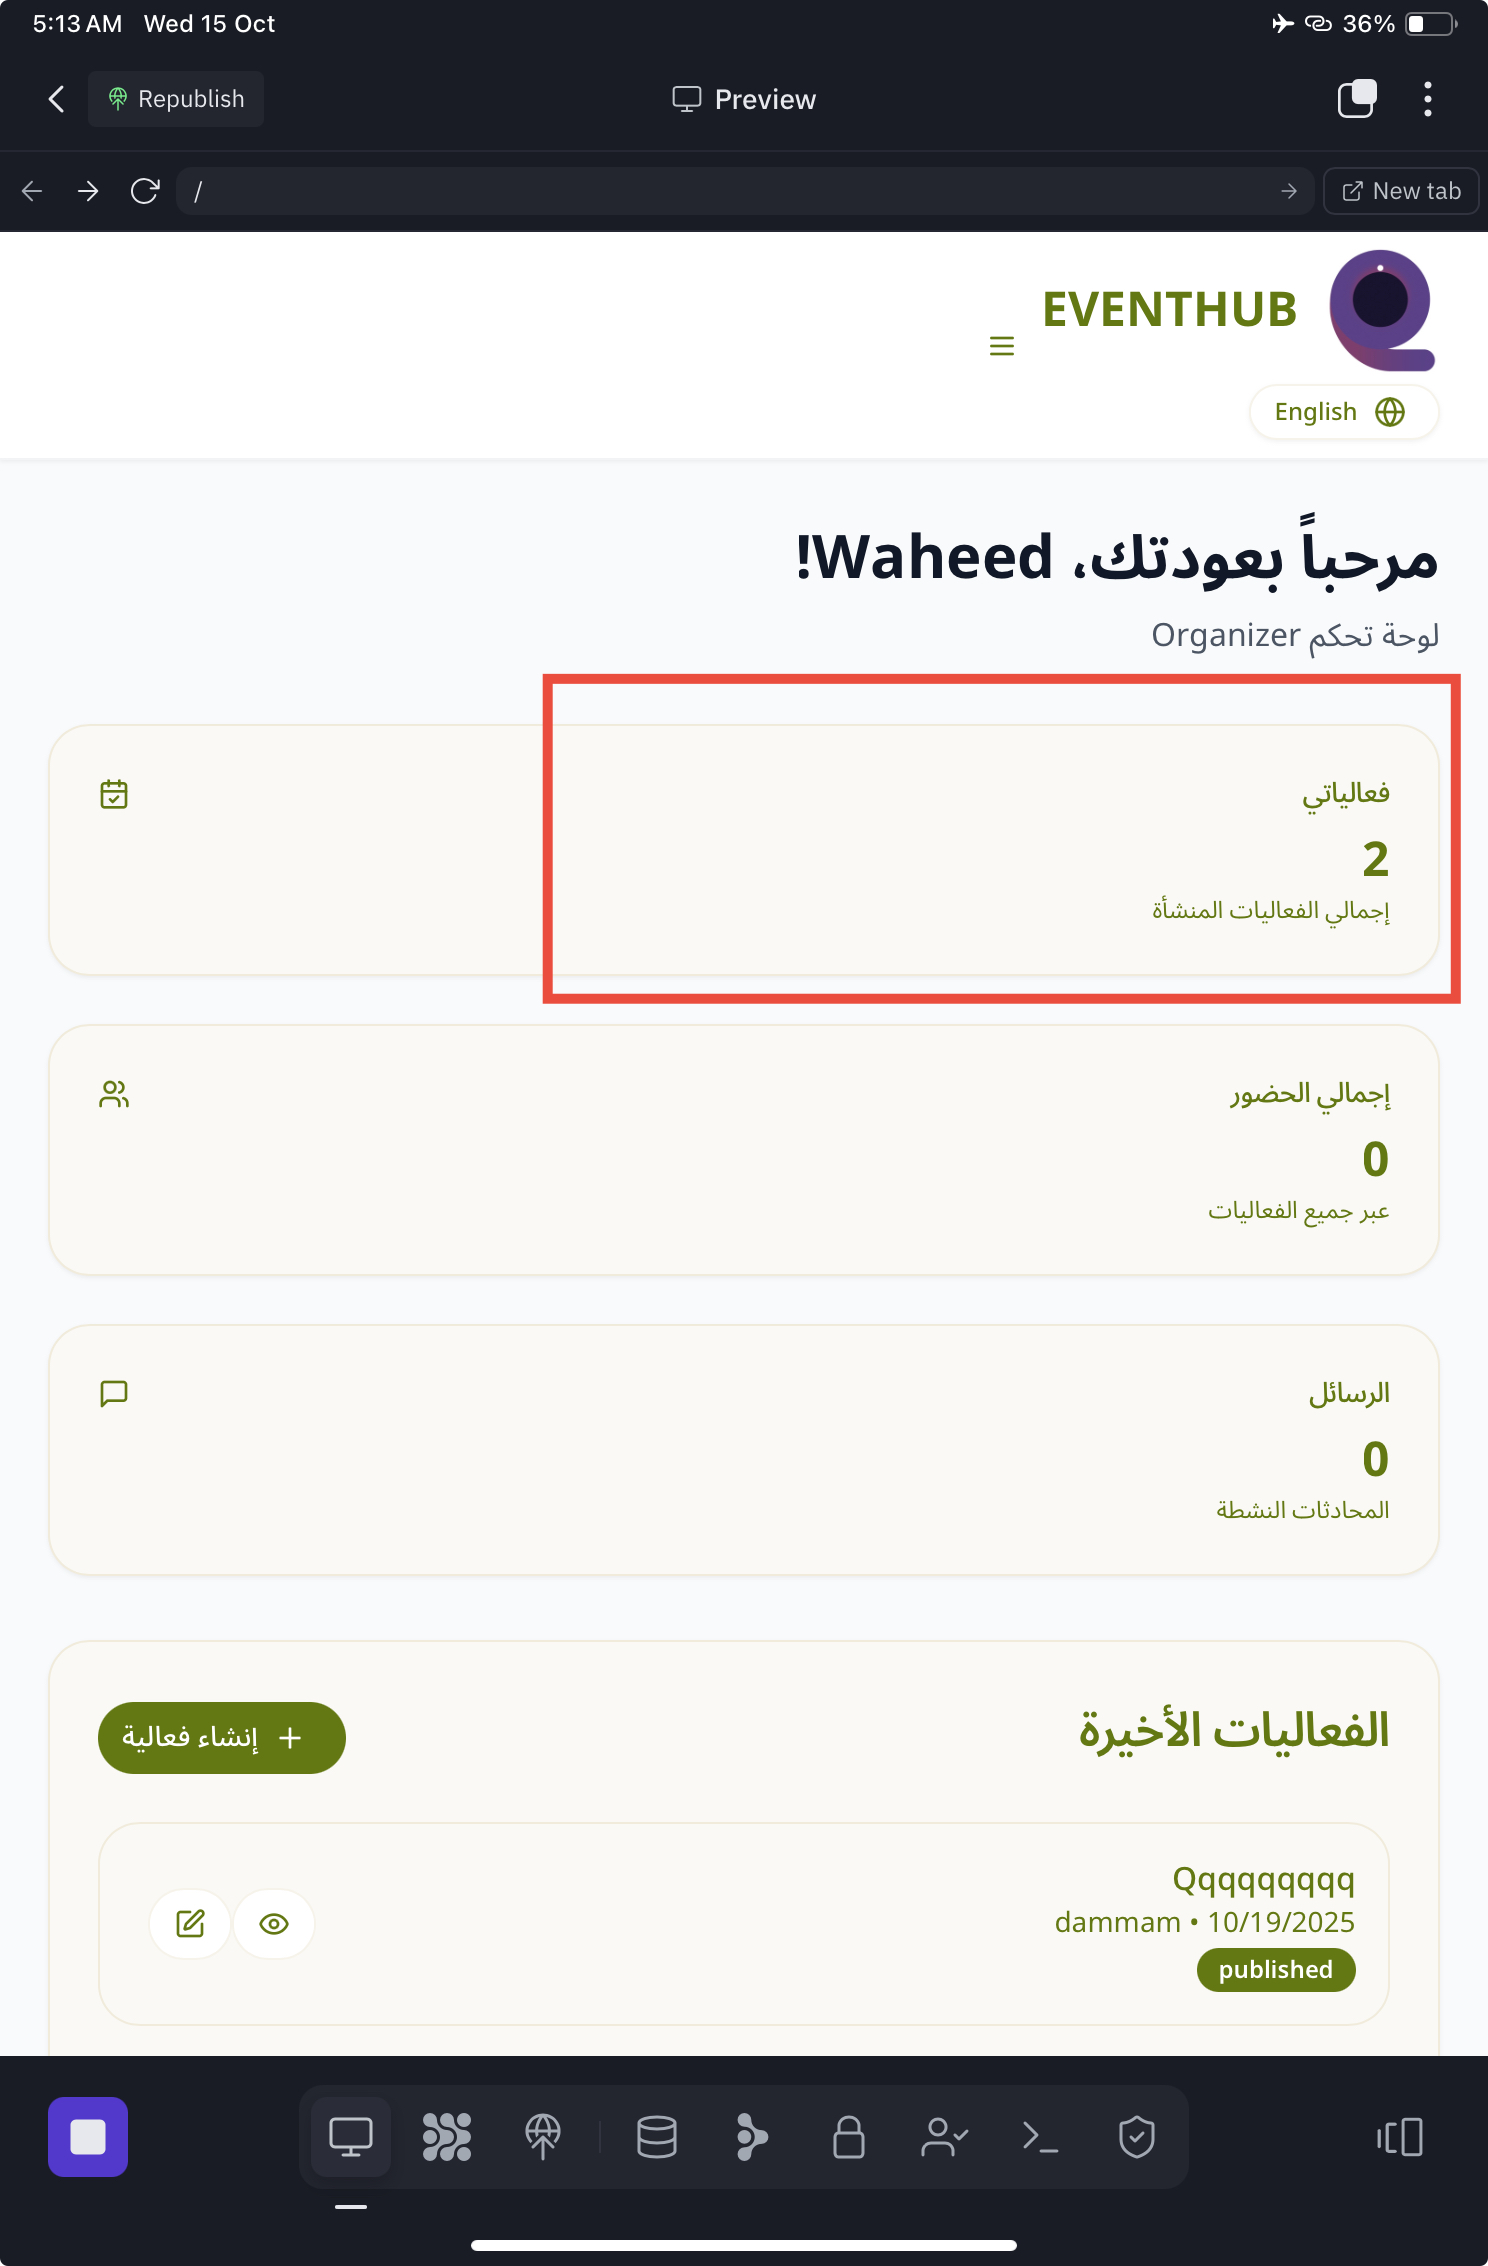 5:13 AM Wed 15 Oct
36%
Republish
Preview
/
New tab
EVENTHUB
English
مرحباً بعودتك، Waheed!
لوحة تحكم Organizer
فعالياتي
2
إجمالي الفعاليات المنشأة
إجمالي الحضور
0
عبر جميع الفعاليات
الرسائل
0
المحادثات النشطة
الفعاليات الأخيرة
إنشاء فعالية
Qqqqqqqqq
dammam • 10/19/2025
published